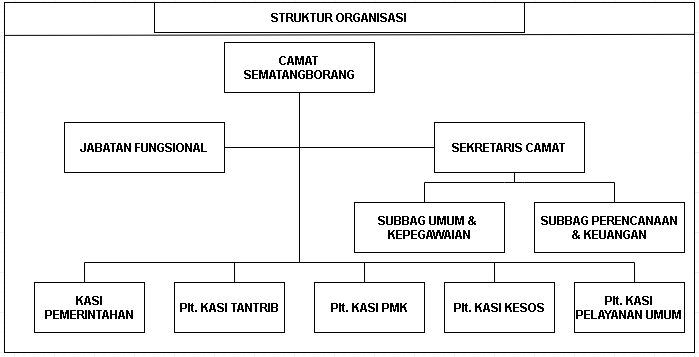 STRUKTUR ORGANISASI
CAMAT
SEMATANGBORANG
JABATAN FUNGSIONAL
SEKRETARIS CAMAT
SUBBAG UMUM &
KEPEGAWAIAN
SUBBAG PERENCANAAN
& KEUANGAN
KASI
PEMERINTAHAN
Plt. KASI TANTRIB
Plt. KASI PMK
Plt. KASI KESOS
Plt. KASI
PELAYANAN UMUM